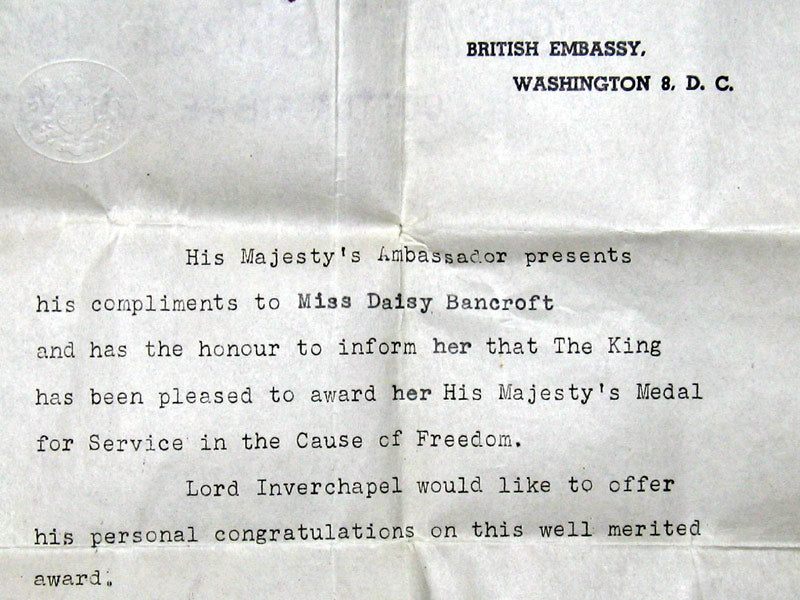 BRITISH EMBASSY,
WASHINGTON 8, D. C.
His Majesty's Ambassador presents
his compliments to Miss Daisy Bancroft
and has the honour to inform her that The King
has been pleased to award her His Majesty's Medal
for Service in the Cause of Freedom.
Lord Inverchapel would like to offer
his personal congratulations on this well merited
award.